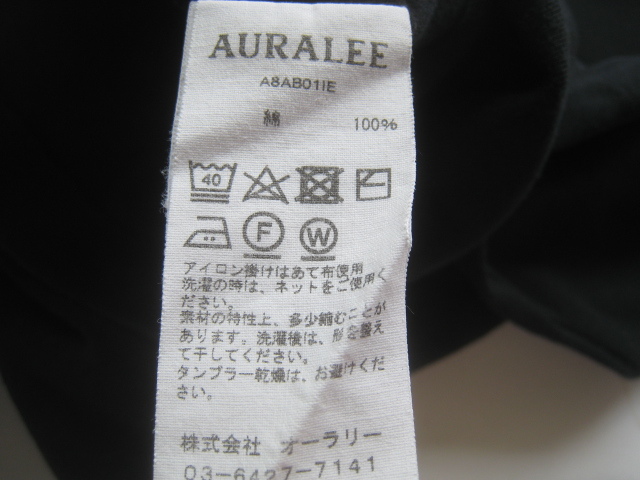 AURALEE
A8AB01IE
綿 100%
40
F W
アイロン掛けはあて布使用
洗濯の時は、ネットをご使用く
ださい。
素材の特性上、多少縮むことが
あります。洗濯後は、形を整え
て干してください。
タンブラー乾燥は、お避けくだ
さい。
株式会社 オーラリー
03-6427-7141